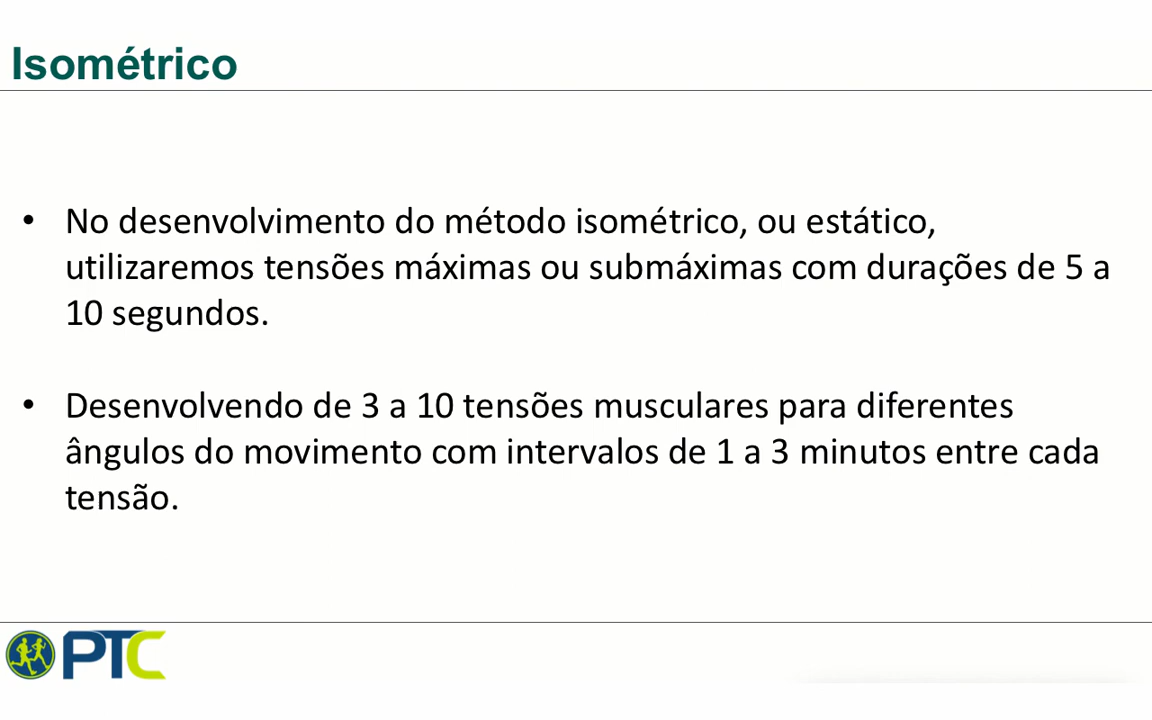 Isométrico
• No desenvolvimento do método isométrico, ou estático,
utilizaremos tensões máximas ou submáximas com durações de 5 a
10 segundos.
• Desenvolvendo de 3 a 10 tensões musculares para diferentes
ângulos do movimento com intervalos de 1 a 3 minutos entre cada
tensão.
PTC